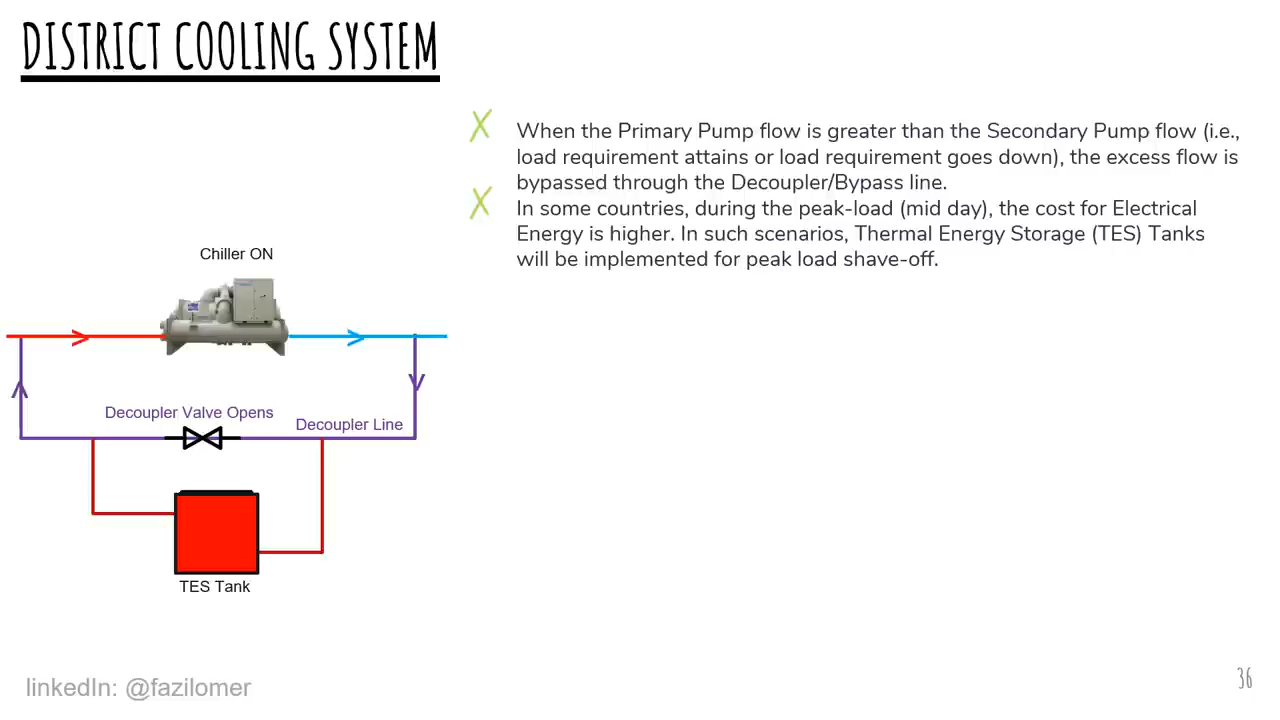 DISTRICT COOLING SYSTEM
When the Primary Pump flow is greater than the Secondary Pump flow (i.e.,
load requirement attains or load requirement goes down), the excess flow is
bypassed through the Decoupler/Bypass line.
In some countries, during the peak-load (mid day), the cost for Electrical
Energy is higher. In such scenarios, Thermal Energy Storage (TES) Tanks
will be implemented for peak load shave-off.
Chiller ON
Decoupler Valve Opens
Decoupler Line
TES Tank
linkedIn: @fazilomer
36